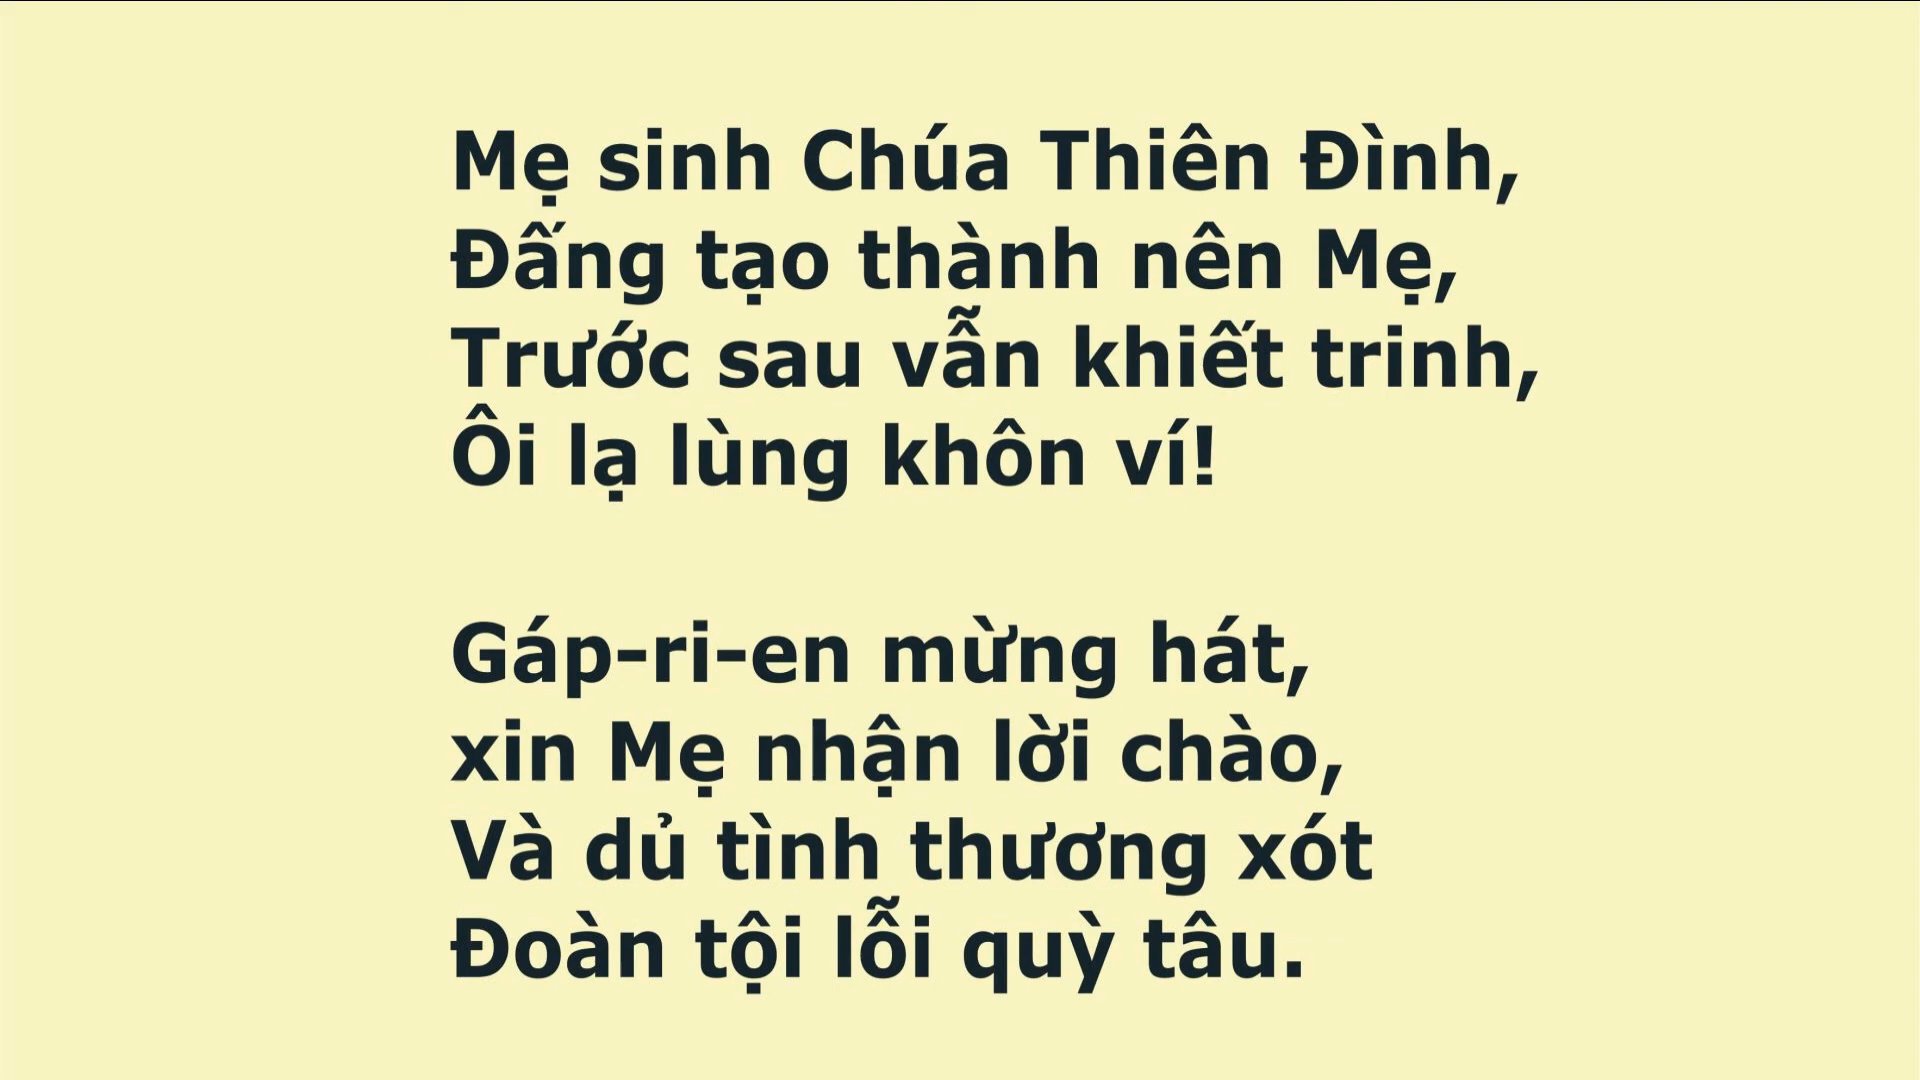 Mẹ sinh Chúa Thiên Đình,
Đấng tạo thành nên Mẹ,
Trước sau vẫn khiết trinh,
Ôi lạ lùng khôn ví!
Gáp-ri-en mừng hát,
xin Mẹ nhận lời chào,
Và dủ tình thương xót
Đoàn tội lỗi quỳ tâu.